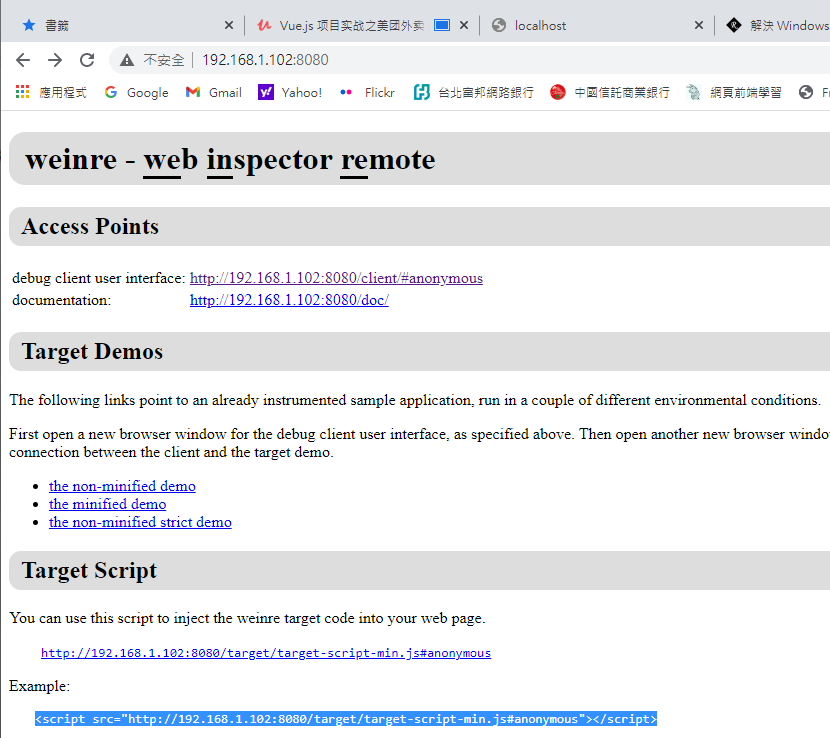 書籤
Vue.js 项目实战之美团外卖
localhost
解決 Windows
不安全
192.168.1.102:8080
應用程式
Google
Gmail
Yahoo!
Flickr
台北富邦網路銀行
中國信託商業銀行
網頁前端學習
weinre - web inspector remote
Access Points
debug client user interface: http://192.168.1.102:8080/client/#anonymous
documentation: http://192.168.1.102:8080/doc/
Target Demos
The following links point to an already instrumented sample application, run in a couple of different environmental conditions.
First open a new browser window for the debug client user interface, as specified above. Then open another new browser windo
connection between the client and the target demo.
the non-minified demo
the minified demo
the non-minified strict demo
Target Script
You can use this script to inject the weinre target code into your web page.
http://192.168.1.102:8080/target/target-script-min.js#anonymous
Example:
<script src="http://192.168.1.102:8080/target/target-script-min.js#anonymous"></script>